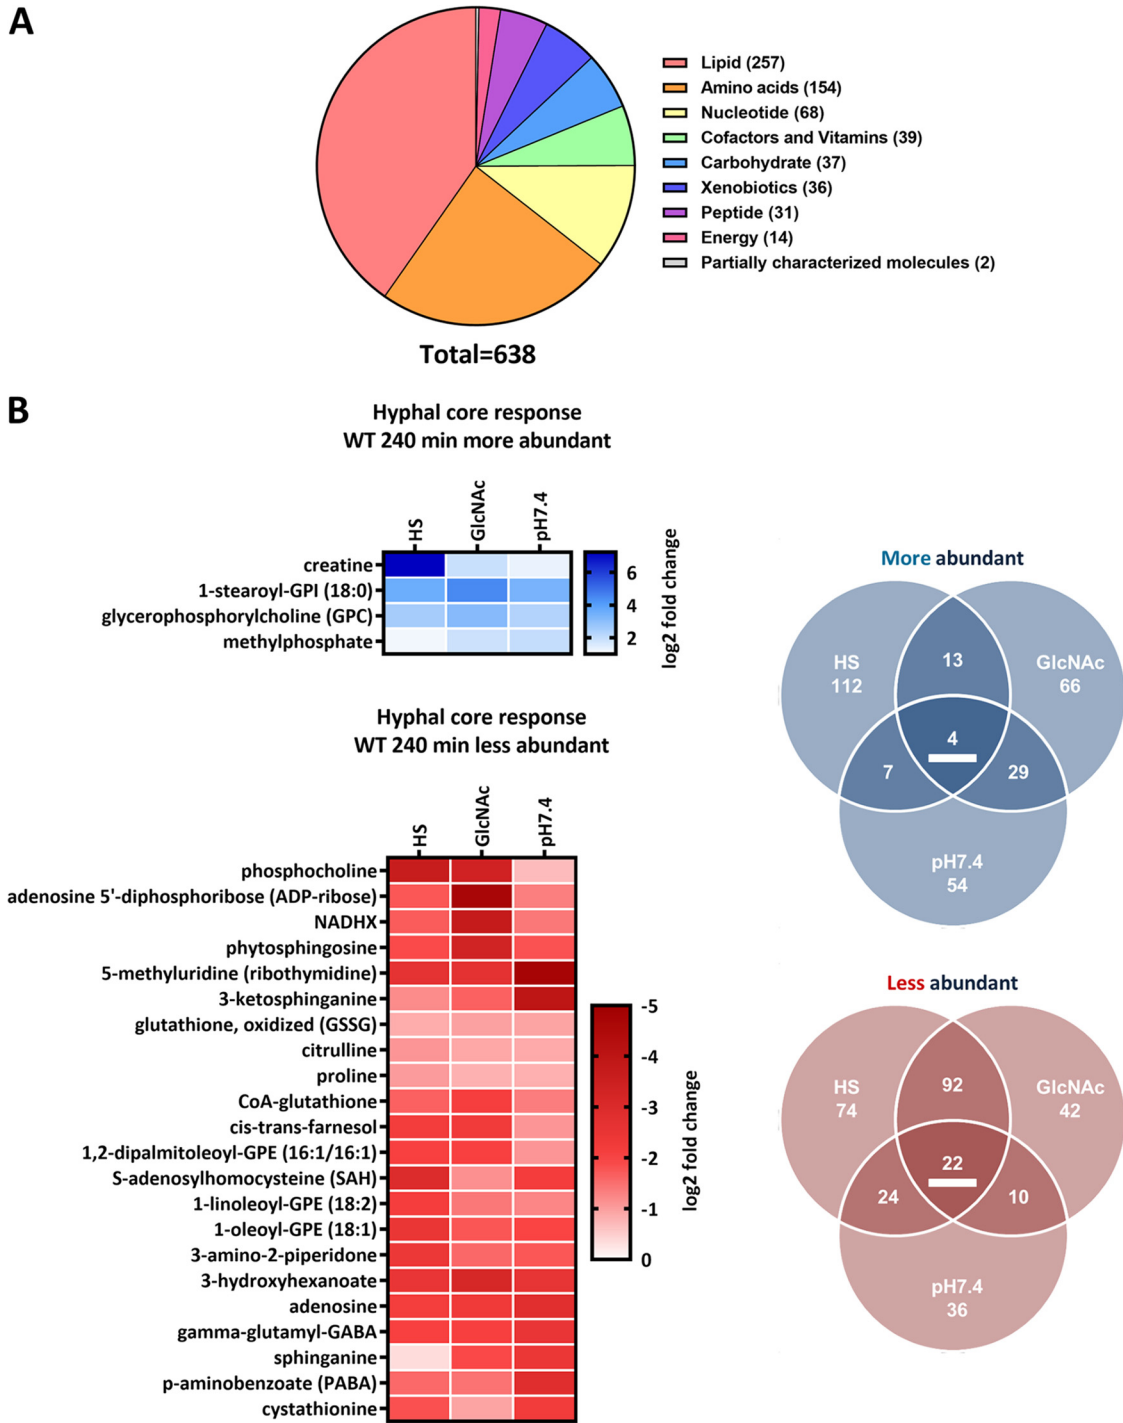 A
Lipid (257)
Amino acids (154)
Nucleotide (68)
Cofactors and Vitamins (39)
Carbohydrate (37)
Xenobiotics (36)
Peptide (31)
Energy (14)
Partially characterized molecules (2)
Total=638
B
Hyphal core response
WT 240 min more abundant
HS
GlcNAc
pH7.4
creatine
1-stearoyl-GPI (18:0)
glycerophosphorylcholine (GPC)
methylphosphate
6
4
2
log2 fold change
More abundant
HS
112
13
GlcNAc
66
4
7
29
pH7.4
54
Hyphal core response
WT 240 min less abundant
HS
GlcNAc
pH7.4
phosphocholine
adenosine 5'-diphosphoribose (ADP-ribose)
NADHX
phytosphingosine
5-methyluridine (ribothymidine)
3-ketosphinganine
glutathione, oxidized (GSSG)
citrulline
proline
CoA-glutathione
cis-trans-farnesol
1,2-dipalmitoleoyl-GPE (16:1/16:1)
S-adenosylhomocysteine (SAH)
1-linoleoyl-GPE (18:2)
1-oleoyl-GPE (18:1)
3-amino-2-piperidone
3-hydroxyhexanoate
adenosine
gamma-glutamyl-GABA
sphinganine
p-aminobenzoate (PABA)
cystathionine
-5
-4
-3
-2
-1
0
log2 fold change
Less abundant
HS
74
92
GlcNAc
42
22
24
10
pH7.4
36